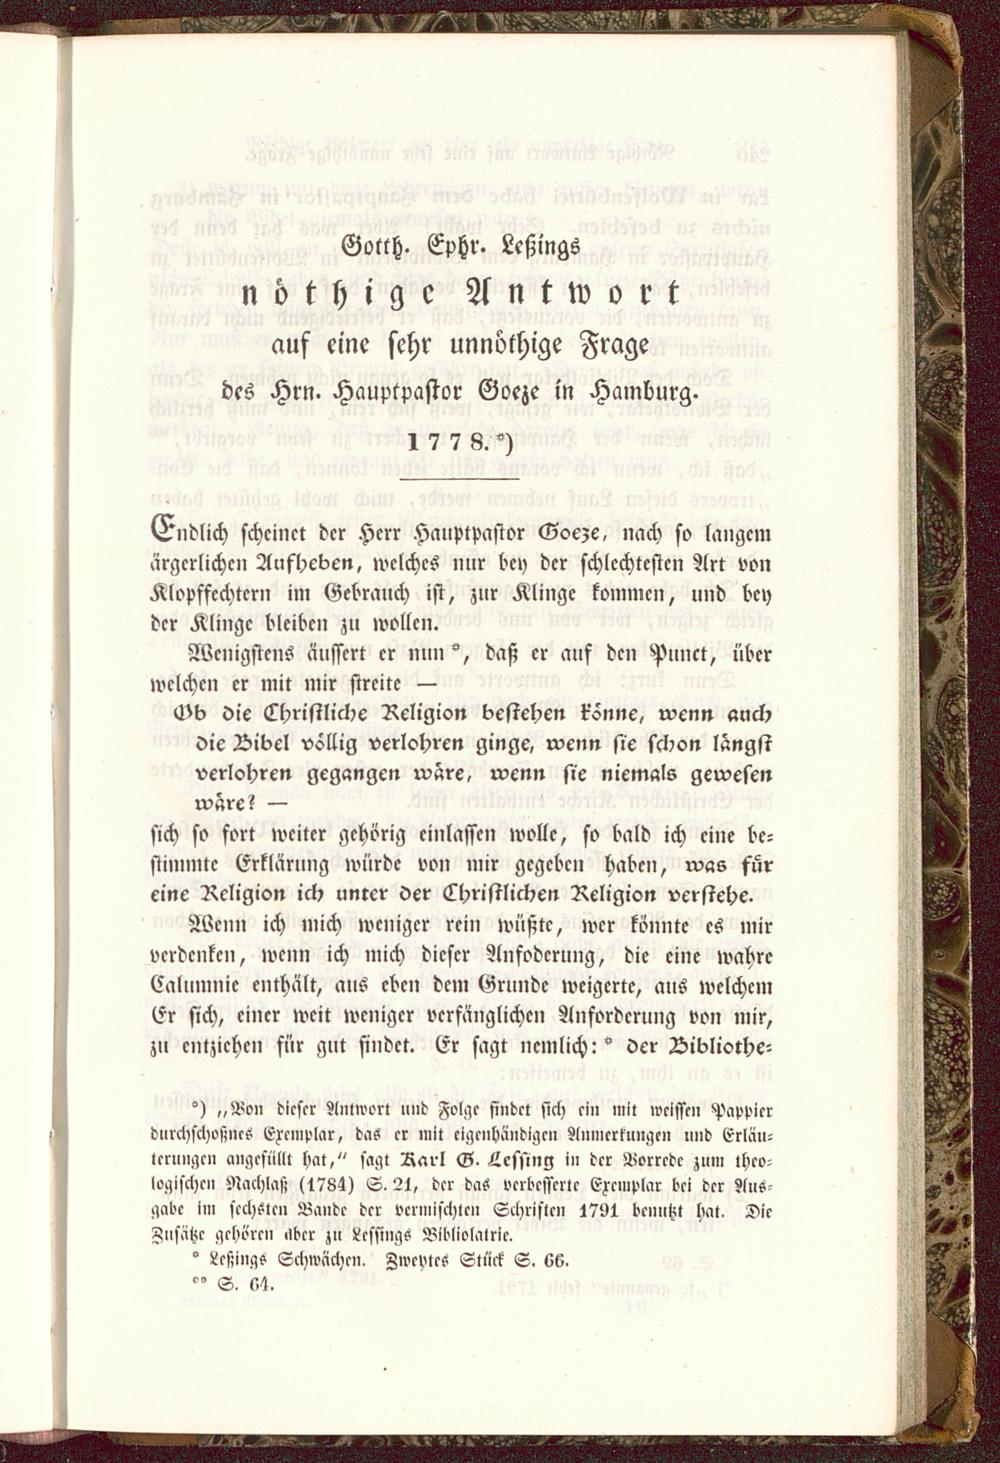 Gotth. Ephr. Leßings
nöthige Antwort
auf eine sehr unnöthige Frage
des Hrn. Hauptpastor Goeze in Hamburg.
1778.*)
Endlich scheinet der Herr Hauptpastor Goeze, nach so langem
ärgerlichen Aufheben, welches nur bey der schlechtesten Art von
Klopffechtern im Gebrauch ist, zur Klinge kommen, und bey
der Klinge bleiben zu wollen.
Wenigstens äussert er nun*, daß er auf den Punct, über
welchen er mit mir streite —
Ob die Christliche Religion bestehen könne, wenn auch
die Bibel völlig verlohren ginge, wenn sie schon längst
verlohren gegangen wäre, wenn sie niemals gewesen
wäre? —
sich so fort weiter gehörig einlassen wolle, so bald ich eine be-
stimmte Erklärung würde von mir gegeben haben, was für
eine Religion ich unter der Christlichen Religion verstehe.
Wenn ich mich weniger rein wüßte, wer könnte es mir
verdenken, wenn ich mich dieser Anfoderung, die eine wahre
Calumnie enthält, aus eben dem Grunde weigerte, aus welchem
Er sich, einer weit weniger verfänglichen Anforderung von mir,
zu entziehen für gut findet. Er sagt nemlich:* der Bibliothe-
*) „Von dieser Antwort und Folge findet sich ein mit weissen Pappier
durchschoßnes Exemplar, das er mit eigenhändigen Anmerkungen und Erläu-
terungen angefüllt hat,“ sagt Karl G. Lessing in der Vorrede zum theo-
logischen Nachlaß (1784) S. 21, der das verbesserte Exemplar bei der Aus-
gabe im sechsten Bande der vermischten Schriften 1791 benutzt hat. Die
Zusätze gehören aber zu Lessings Bibliolatrie.
* Leßings Schwächen. Zweytes Stück S. 66.
** S. 64.